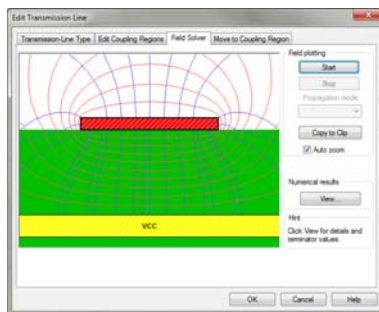 Edit Transmission Line
Transmission-Line Type
Edit Coupling Regions
Field Solver
Move to Coupling Region
Field plotting
Start
Stop
Propagation mode:
Copy to Clip
Auto zoom
VCC
Numerical results
View...
Hint
Click View for details and
terminator values.
OK
Cancel
Help